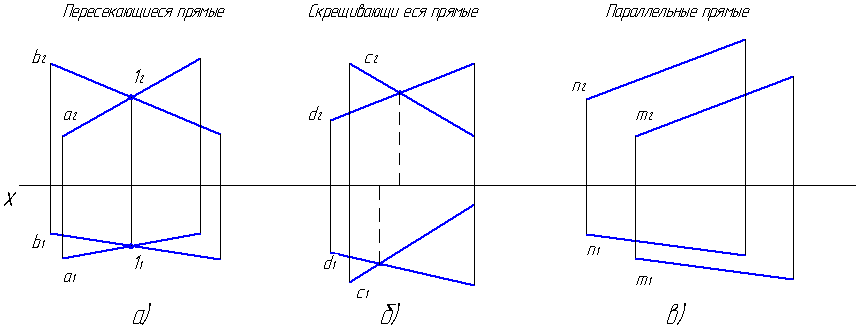 Пересекающиеся прямые
Скрещивающи еся прямые
Параллельные прямые
b2
12
a2
c2
d2
n2
m2
X
b1
a1
11
d1
c1
n1
m1
а)
б)
в)